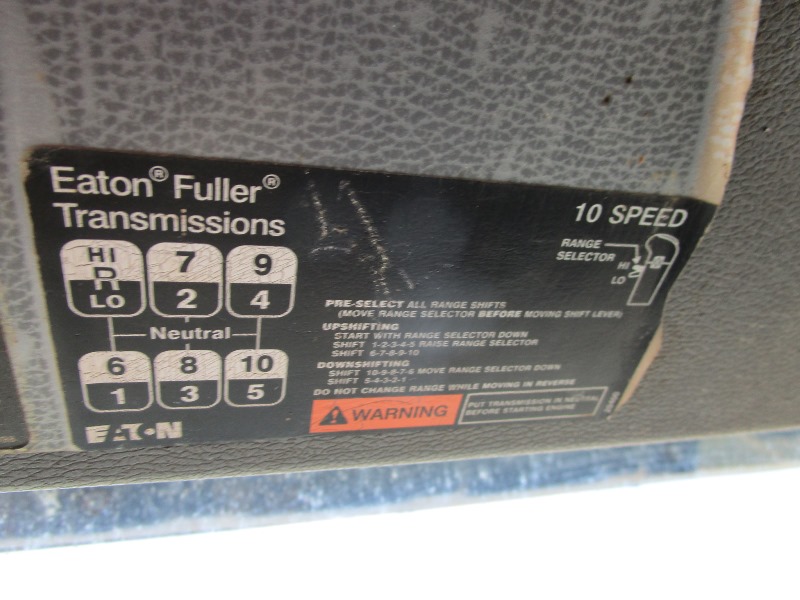 Eaton® Fuller®
Transmissions
10 SPEED
HI
R
LO
7
2
9
4
Neutral
6
1
8
3
10
5
EATON
RANGE
SELECTOR
HI
LO
PRE-SELECT ALL RANGE SHIFTS
(MOVE RANGE SELECTOR BEFORE MOVING SHIFT LEVER)
UPSHIFTING
START WITH RANGE SELECTOR DOWN
SHIFT 1-2-3-4-5 RAISE RANGE SELECTOR
SHIFT 6-7-8-9-10
DOWNSHIFTING
SHIFT 10-9-8-7-6 MOVE RANGE SELECTOR DOWN
SHIFT 5-4-3-2-1
DO NOT CHANGE RANGE WHILE MOVING IN REVERSE
WARNING
PUT TRANSMISSION IN NEUTRAL
BEFORE STARTING ENGINE